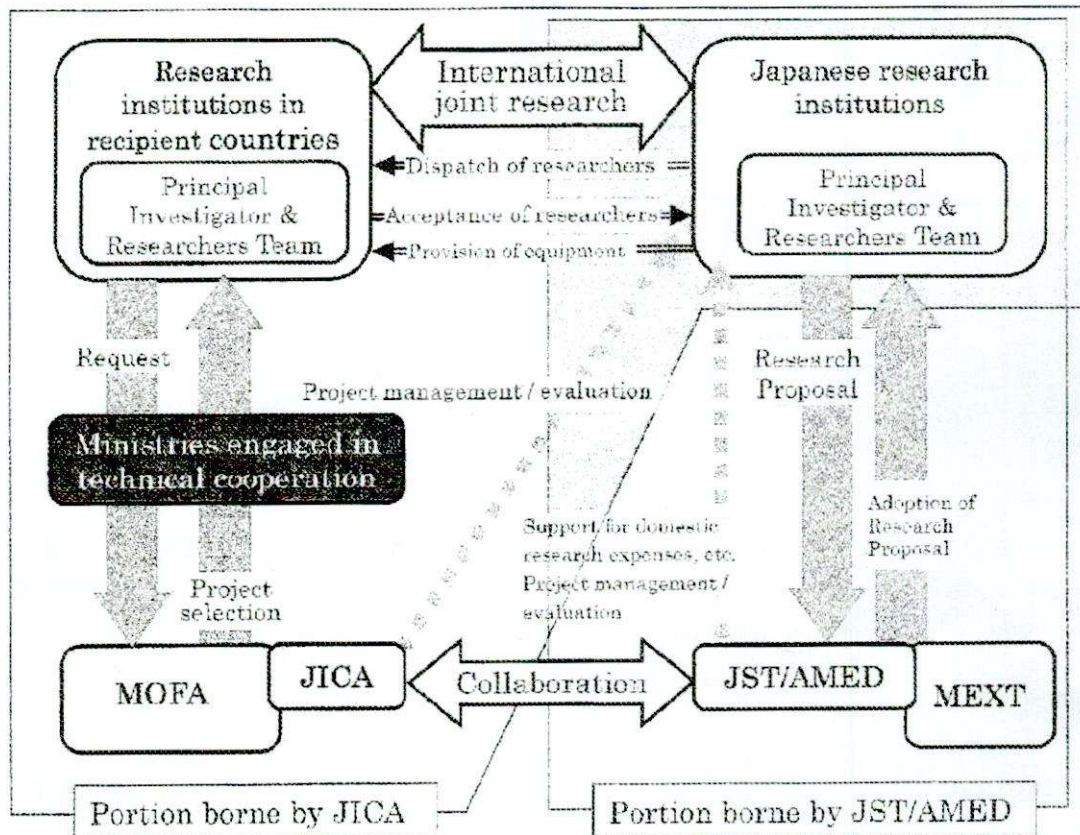 Research
institutions in
recipient countries
Principal
Investigator &
Researchers Team
International
joint research
Japanese research
institutions
Principal
Investigator &
Researchers Team
Dispatch of researchers
Acceptance of researchers
Provision of equipment
Request
Project management / evaluation
Research
Proposal
Ministries engaged in
technical cooperation
Adoption of
Research
Proposal
Support for domestic
research expenses, etc.
Project management /
evaluation
Project
selection
MOFA
JICA
Collaboration
JST/AMED
MEXT
Portion borne by JICA
Portion borne by JST/AMED